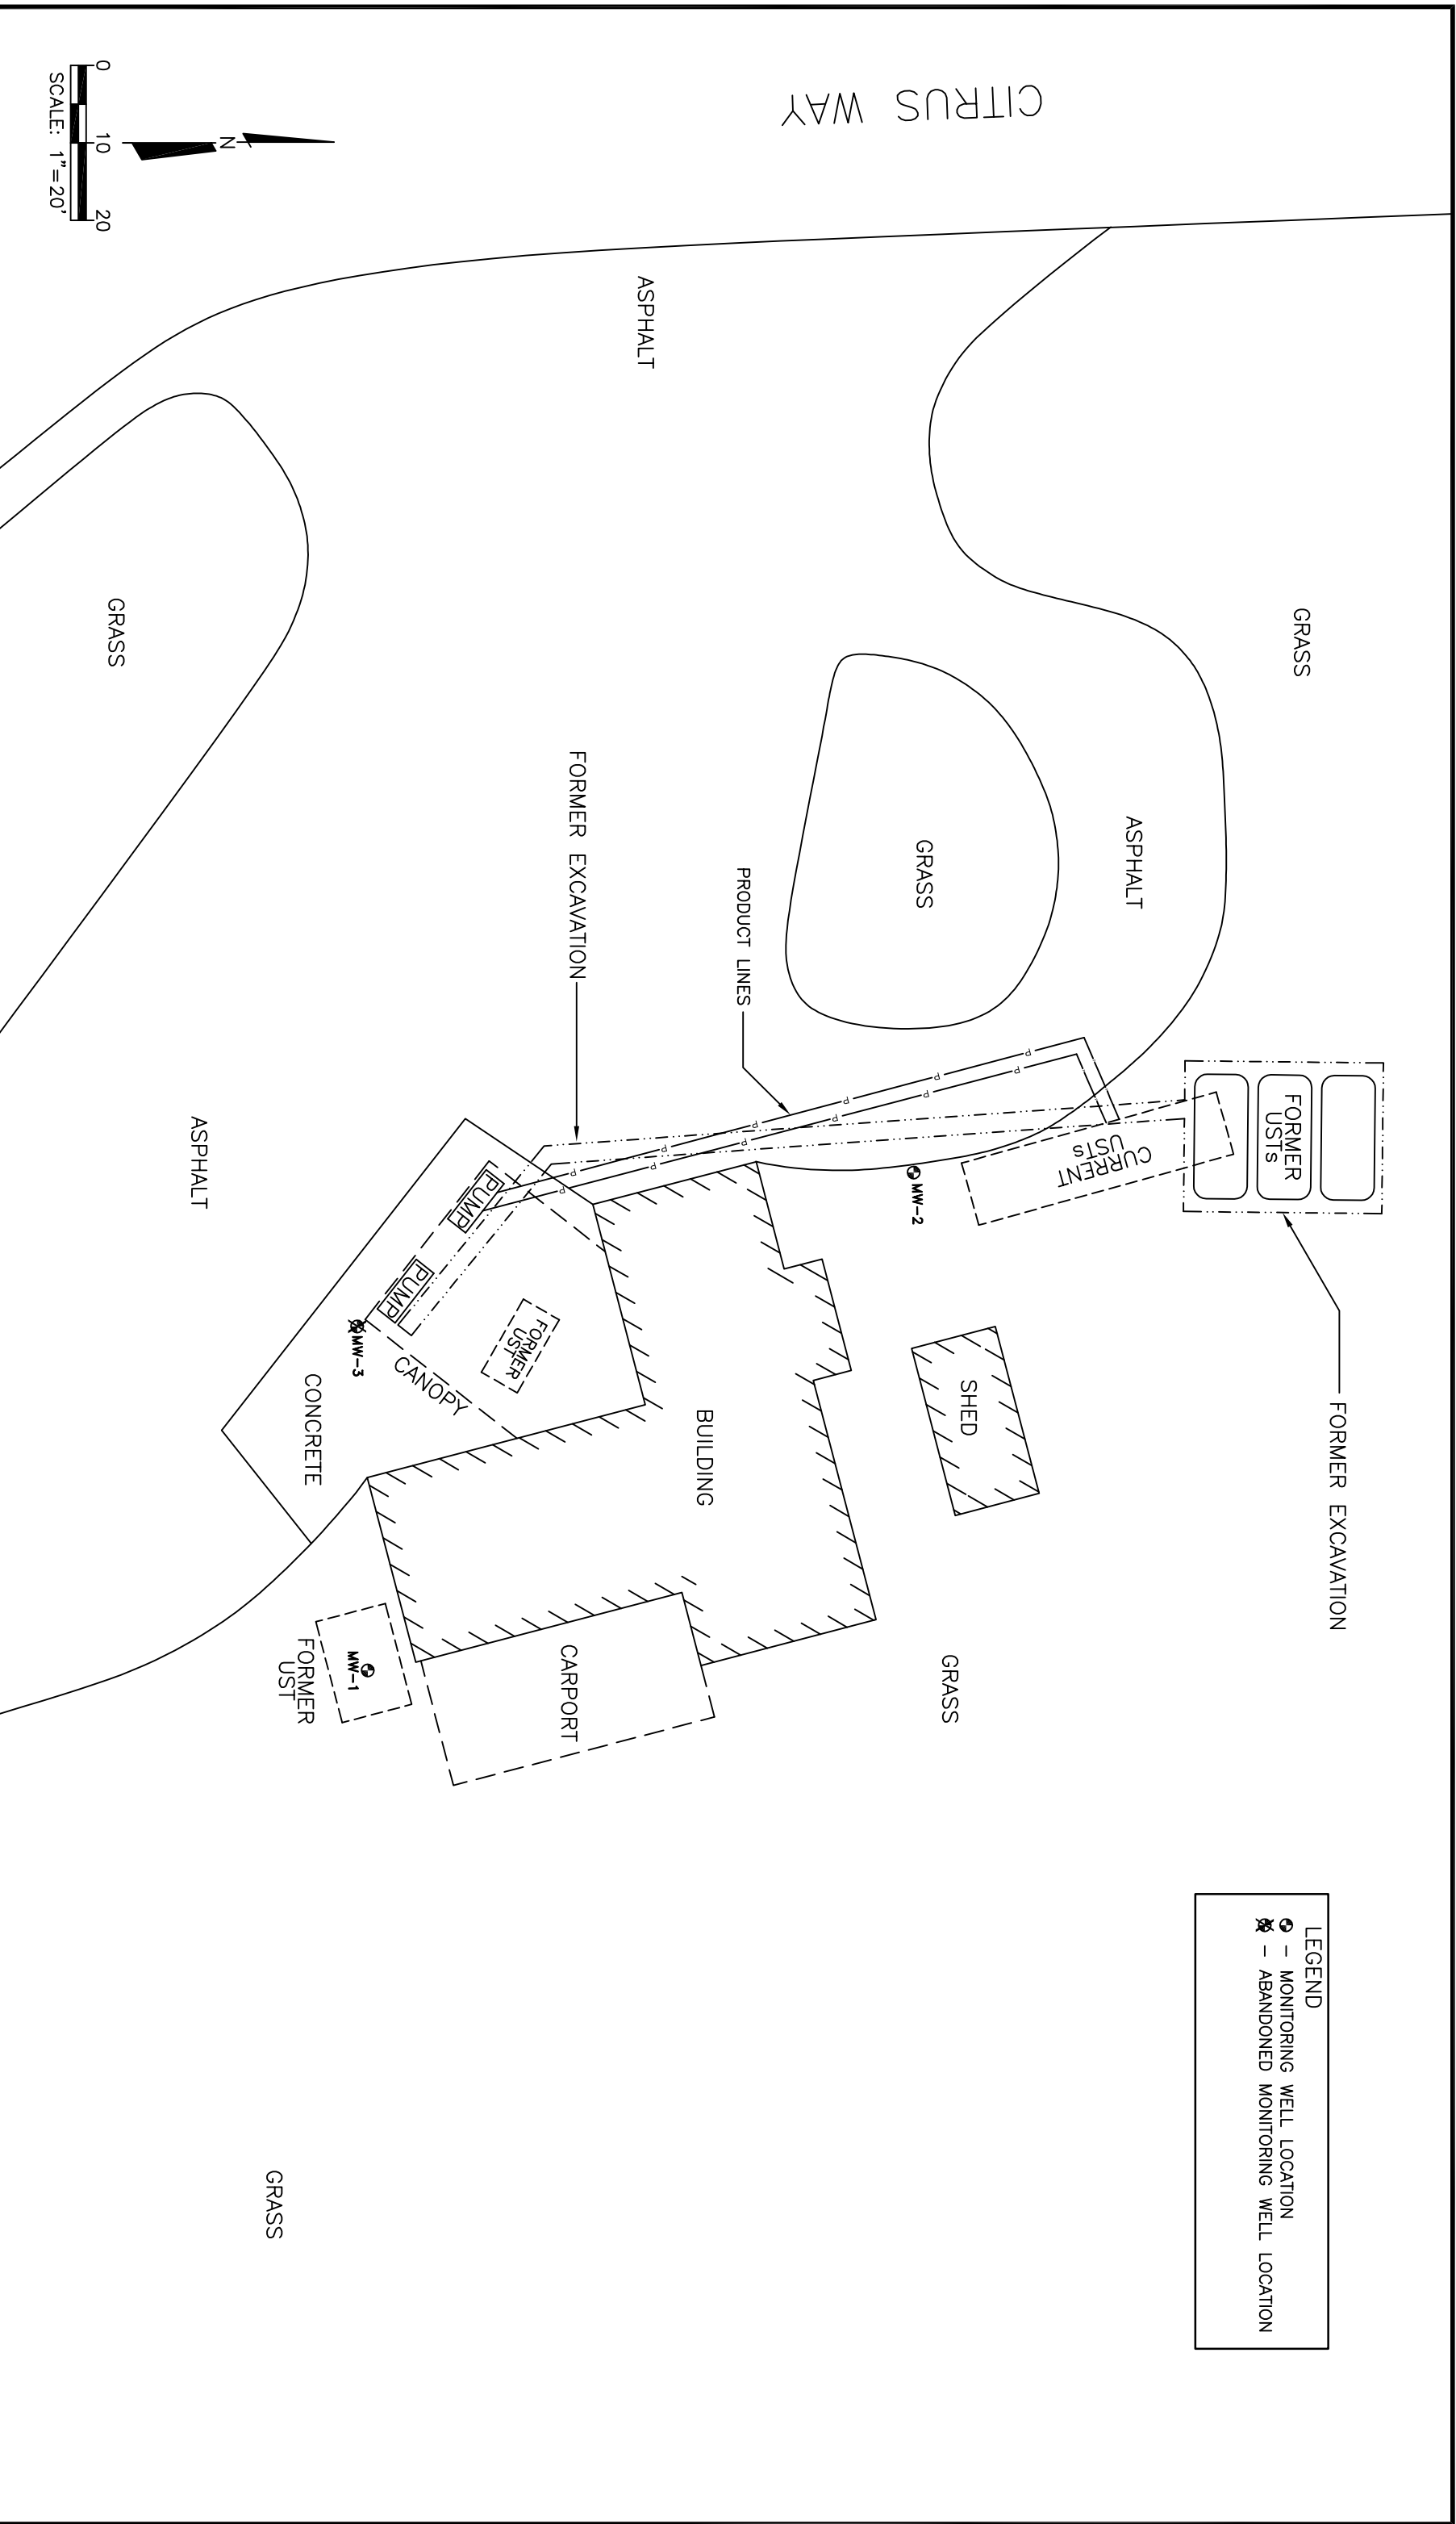 CITRUS WAY
0 10 20
SCALE: 1"=20'
N
ASPHALT
GRASS
GRASS
ASPHALT
GRASS
FORMER EXCAVATION
PRODUCT LINES
P P P P P P
P P P P P P
FORMER
USTs
CURRENT
USTs
FORMER EXCAVATION
MW-2
ASPHALT
PUMP
PUMP
FORMER
UST
MW-3
CANOPY
CONCRETE
BUILDING
SHED
GRASS
CARPORT
MW-1
FORMER
UST
LEGEND
- MONITORING WELL LOCATION
- ABANDONED MONITORING WELL LOCATION
GRASS